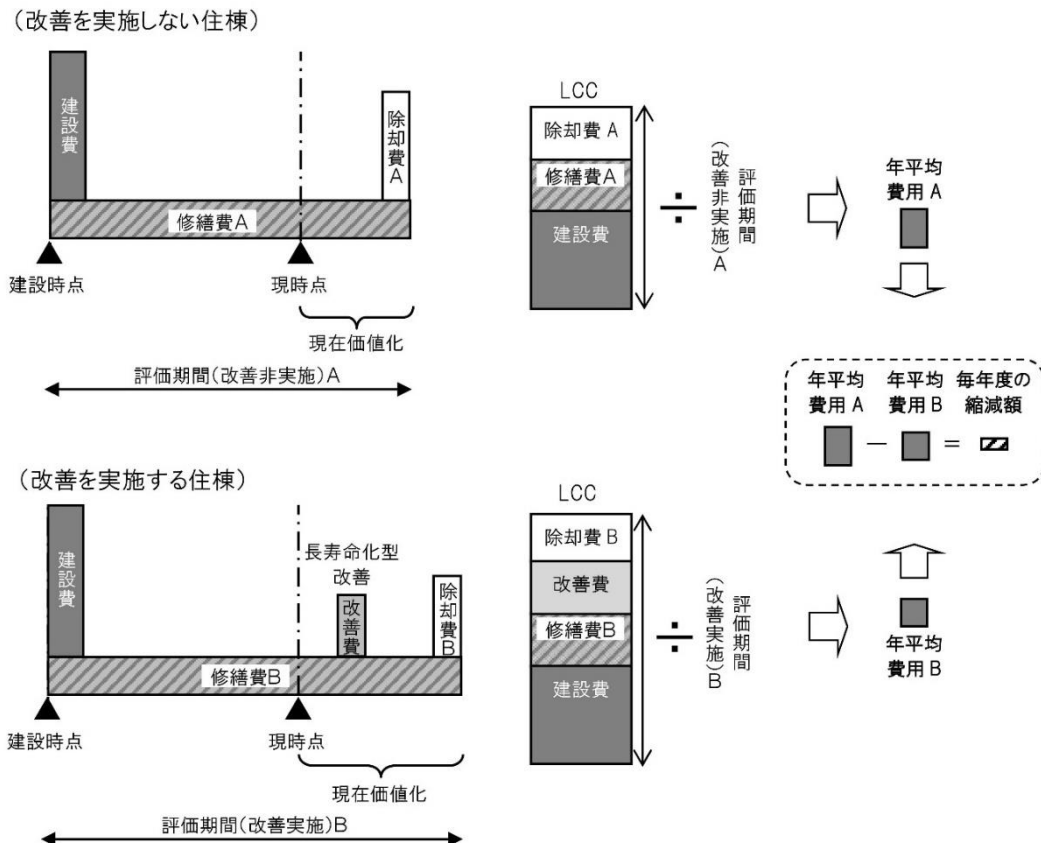 （改善を実施しない住棟）
建設費
除却費A
修繕費A
建設時点
現時点
現在価値化
評価期間（改善非実施）A
LCC
除却費A
修繕費A
建設費
÷
評価期間
（改善非実施）A
年平均
費用A
年平均 年平均 毎年度の
費用A 費用B 縮減額
－ ＝
（改善を実施する住棟）
建設費
長寿命化型
改善
改善費
除却費B
修繕費B
建設時点
現時点
現在価値化
評価期間（改善実施）B
LCC
除却費B
改善費
修繕費B
建設費
÷
評価期間
（改善実施）B
年平均
費用B